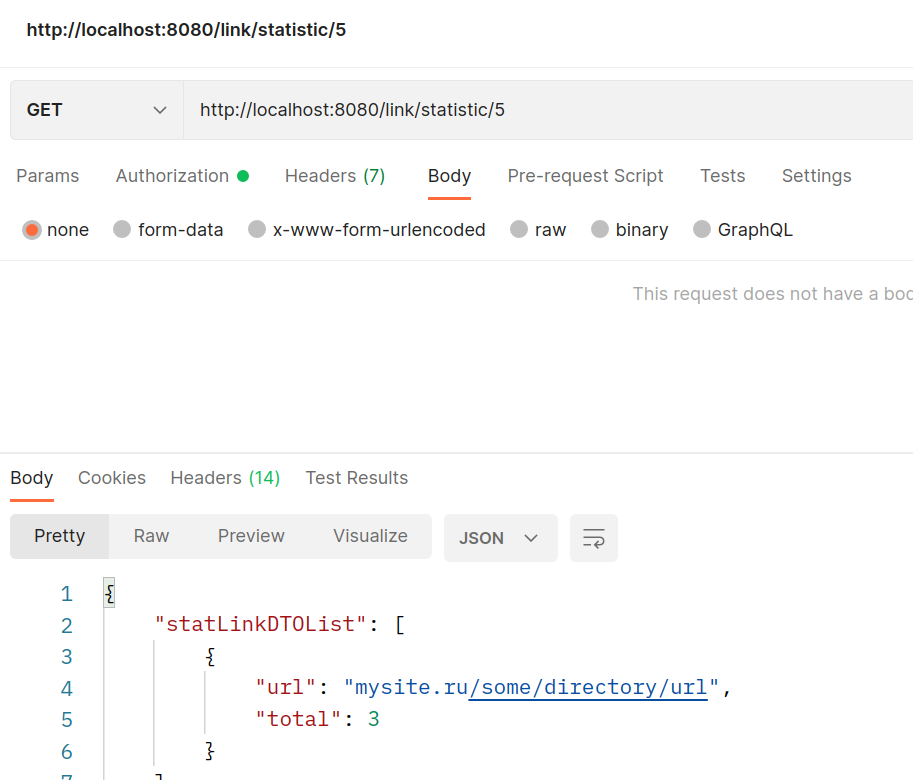 http://localhost:8080/link/statistic/5
GET http://localhost:8080/link/statistic/5
Params Authorization Headers (7) Body Pre-request Script Tests Settings
none form-data x-www-form-urlencoded raw binary GraphQL
This request does not have a bod
Body Cookies Headers (14) Test Results
Pretty Raw Preview Visualize JSON
1 {
2 "statLinkDTOList": [
3 {
4 "url": "mysite.ru/some/directory/url",
5 "total": 3
6 }
7 ]